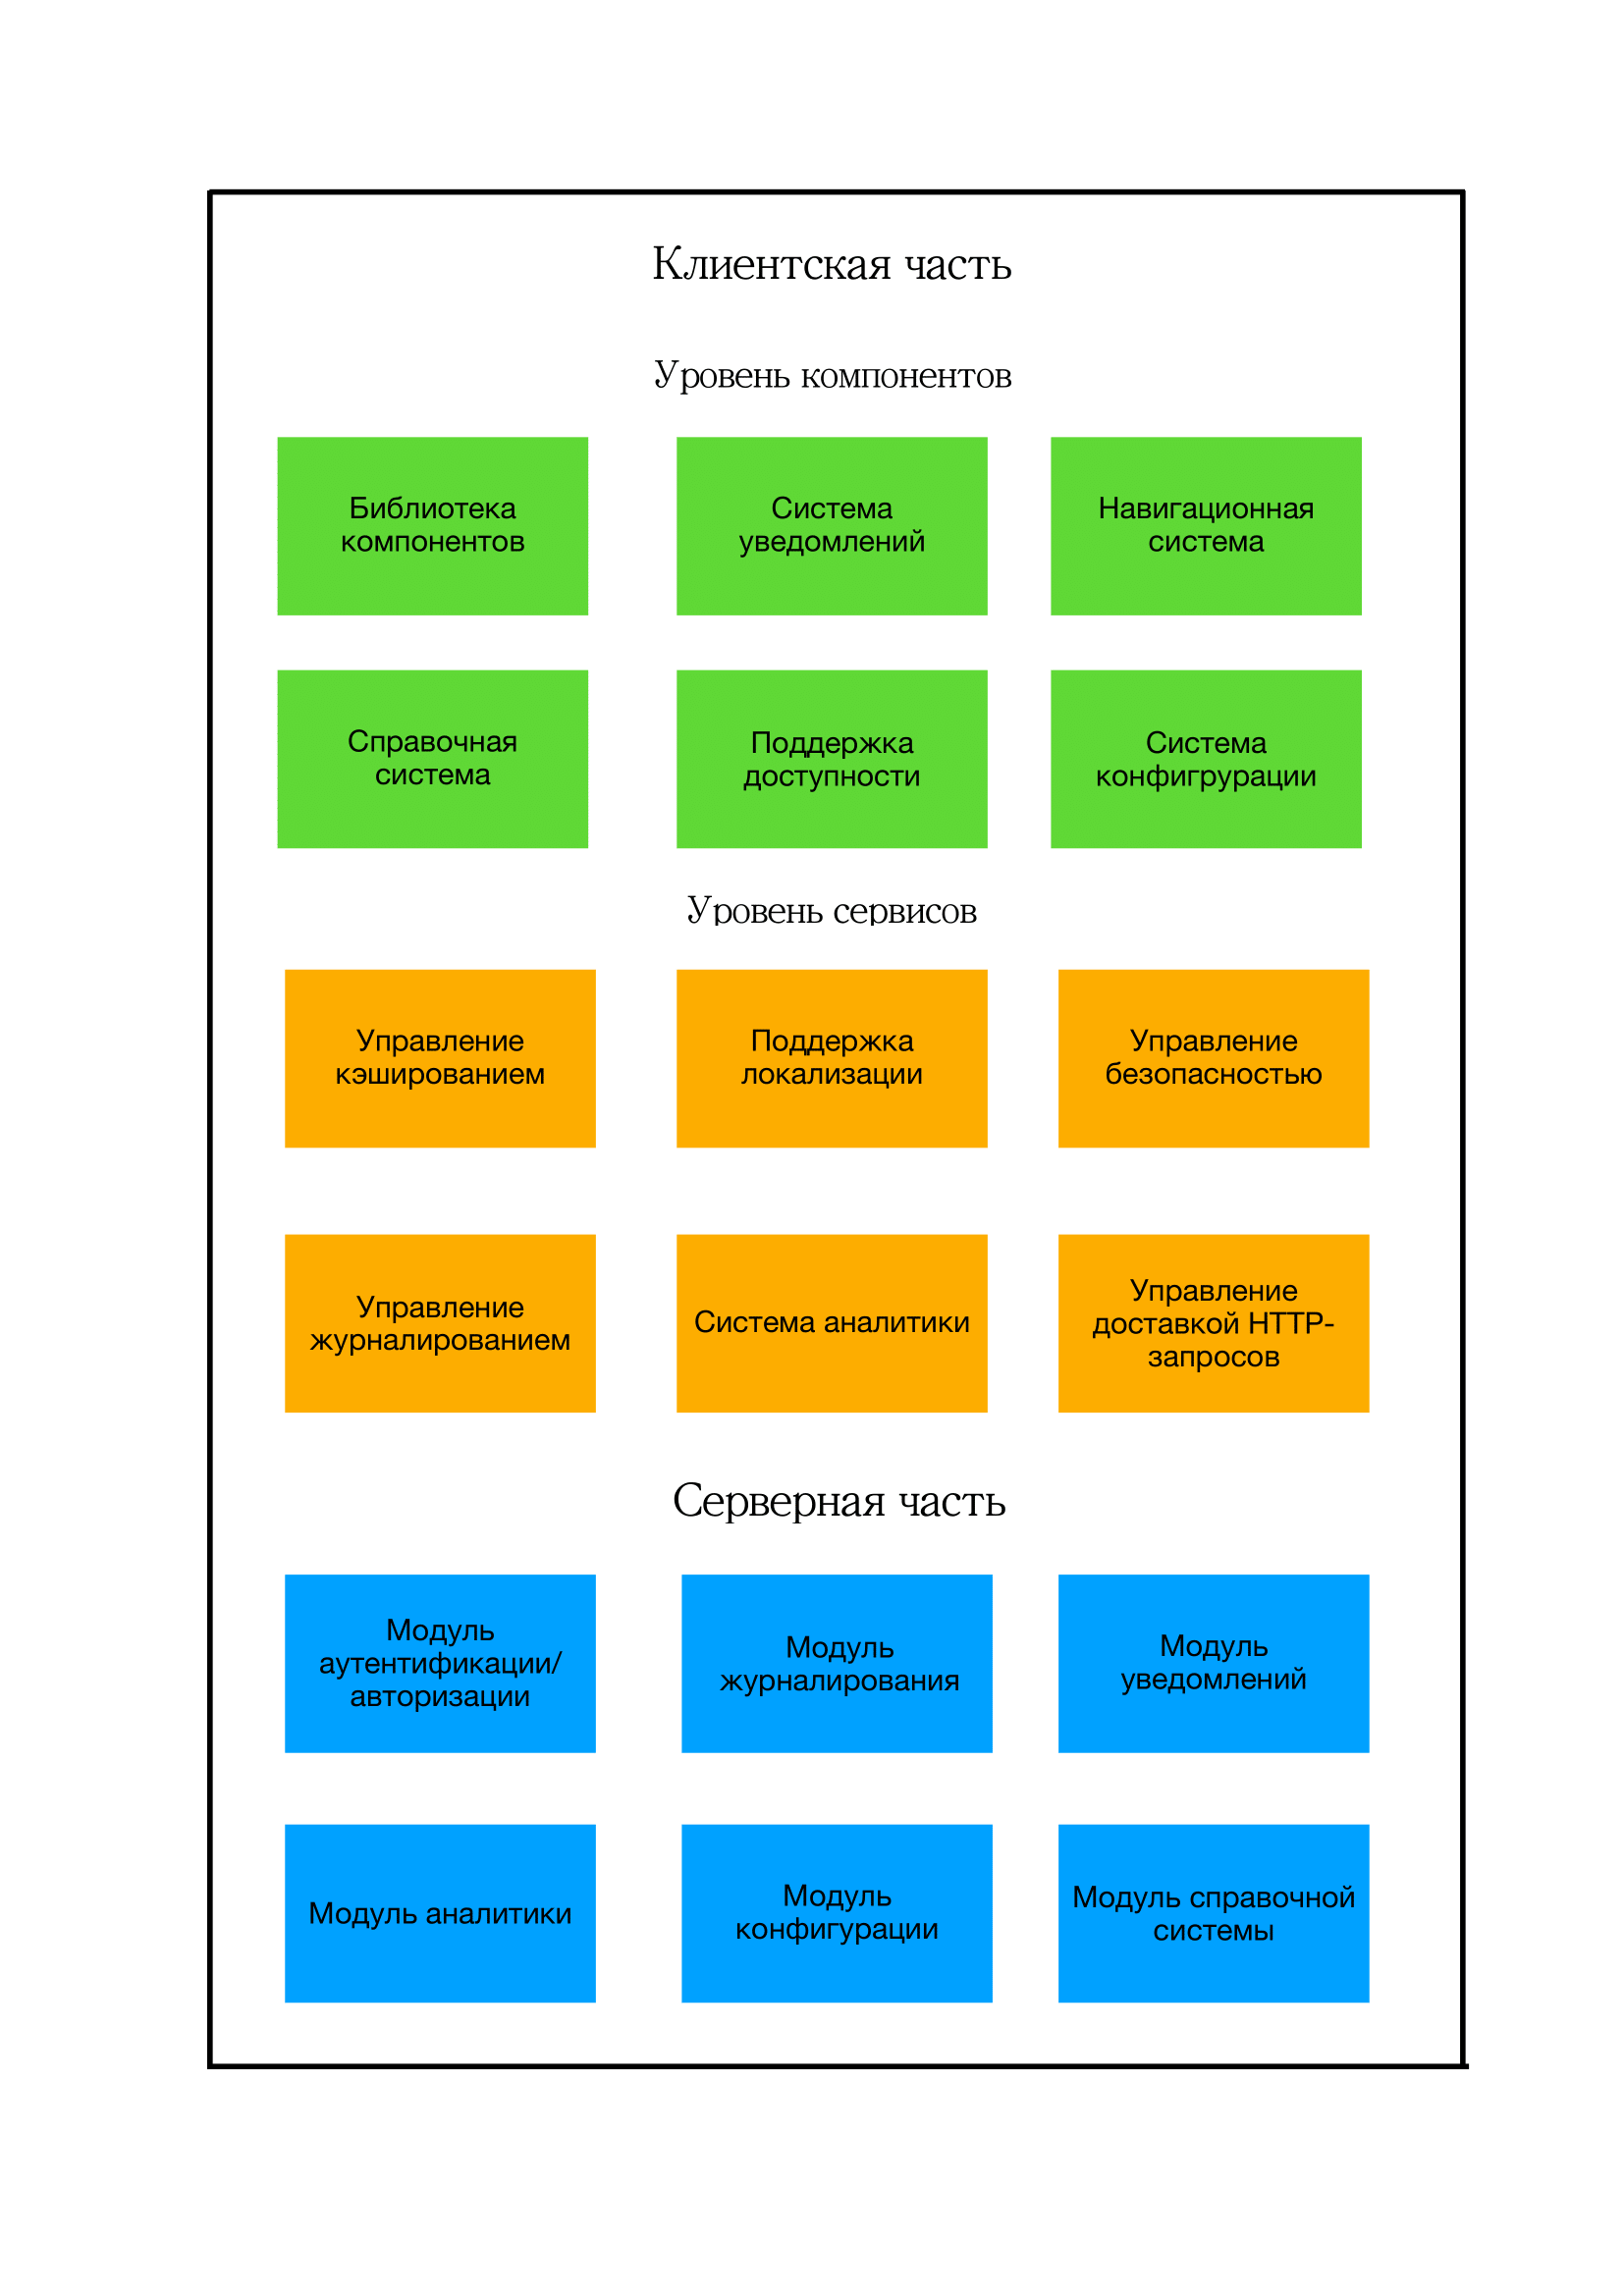 Клиентская часть
Уровень компонентов
Библиотека
компонентов
Система
уведомлений
Навигационная
система
Справочная
система
Поддержка
доступности
Система
конфигрурации
Уровень сервисов
Управление
кэшированием
Поддержка
локализации
Управление
безопасностью
Управление
журналированием
Система аналитики
Управление
доставкой HTTP-
запросов
Серверная часть
Модуль
аутентификации/
авторизации
Модуль
журналирования
Модуль
уведомлений
Модуль аналитики
Модуль
конфигурации
Модуль справочной
системы